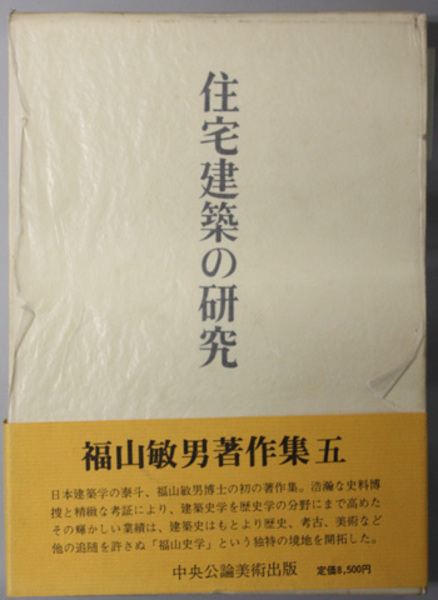 住宅建築の研究
福山敏男著作集 五
日本建築学の泰斗、福山敏男博士の初の著作集。浩瀚な史料博
捜と精緻な考証により、建築史学を歴史学の分野にまで高めた
その輝かしい業績は、建築史はもとより歴史、考古、美術など
他の追随を許さぬ「福山史学」という独特の境地を開拓した。
中央公論美術出版 定価8,500円